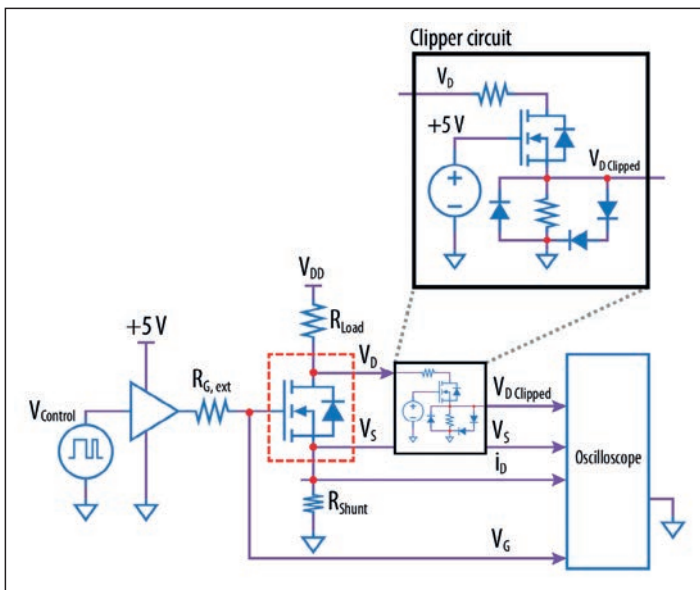 Clipper circuit
V_D
+5 V
V_D Clipped
+
−
V_DD
R_Load
+5 V
V_D
R_G, ext
V_D Clipped
V_Control
V_S
V_S
i_D
Oscilloscope
R_Shunt
V_G